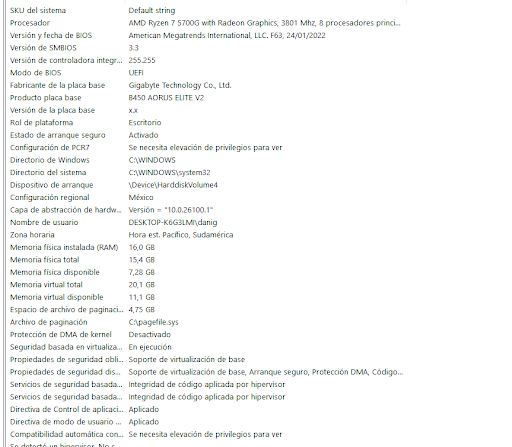 SKU del sistema Default string
Procesador AMD Ryzen 7 5700G with Radeon Graphics, 3801 Mhz, 8 procesadores princi...
Versión y fecha de BIOS American Megatrends International, LLC. F63, 24/01/2022
Versión de SMBIOS 3.3
Versión de controladora integr... 255.255
Modo de BIOS UEFI
Fabricante de la placa base Gigabyte Technology Co., Ltd.
Producto placa base B450 AORUS ELITE V2
Versión de la placa base x.x
Rol de plataforma Escritorio
Estado de arranque seguro Activado
Configuración de PCR7 Se necesita elevación de privilegios para ver
Directorio de Windows C:\WINDOWS
Directorio del sistema C:\WINDOWS\system32
Dispositivo de arranque \Device\HarddiskVolume4
Configuración regional México
Capa de abstracción de hardw... Versión = "10.0.26100.1"
Nombre de usuario DESKTOP-K6G3LMI\danig
Zona horaria Hora est. Pacífico, Sudamérica
Memoria física instalada (RAM) 16,0 GB
Memoria física total 15,4 GB
Memoria física disponible 7,28 GB
Memoria virtual total 20,1 GB
Memoria virtual disponible 11,1 GB
Espacio de archivo de paginaci... 4,75 GB
Archivo de paginación C:\pagefile.sys
Protección de DMA de kernel Desactivado
Seguridad basada en virtualiza... En ejecución
Propiedades de seguridad obli... Soporte de virtualización de base
Propiedades de seguridad dis... Soporte de virtualización de base, Arranque seguro, Protección DMA, Código...
Servicios de seguridad basada... Integridad de código aplicada por hipervisor
Servicios de seguridad basada... Integridad de código aplicada por hipervisor
Directiva de Control de aplicaci... Aplicado
Directiva de modo de usuario ... Aplicado
Compatibilidad automática con... Se necesita elevación de privilegios para ver
Se detectó un hipervisor. No s...